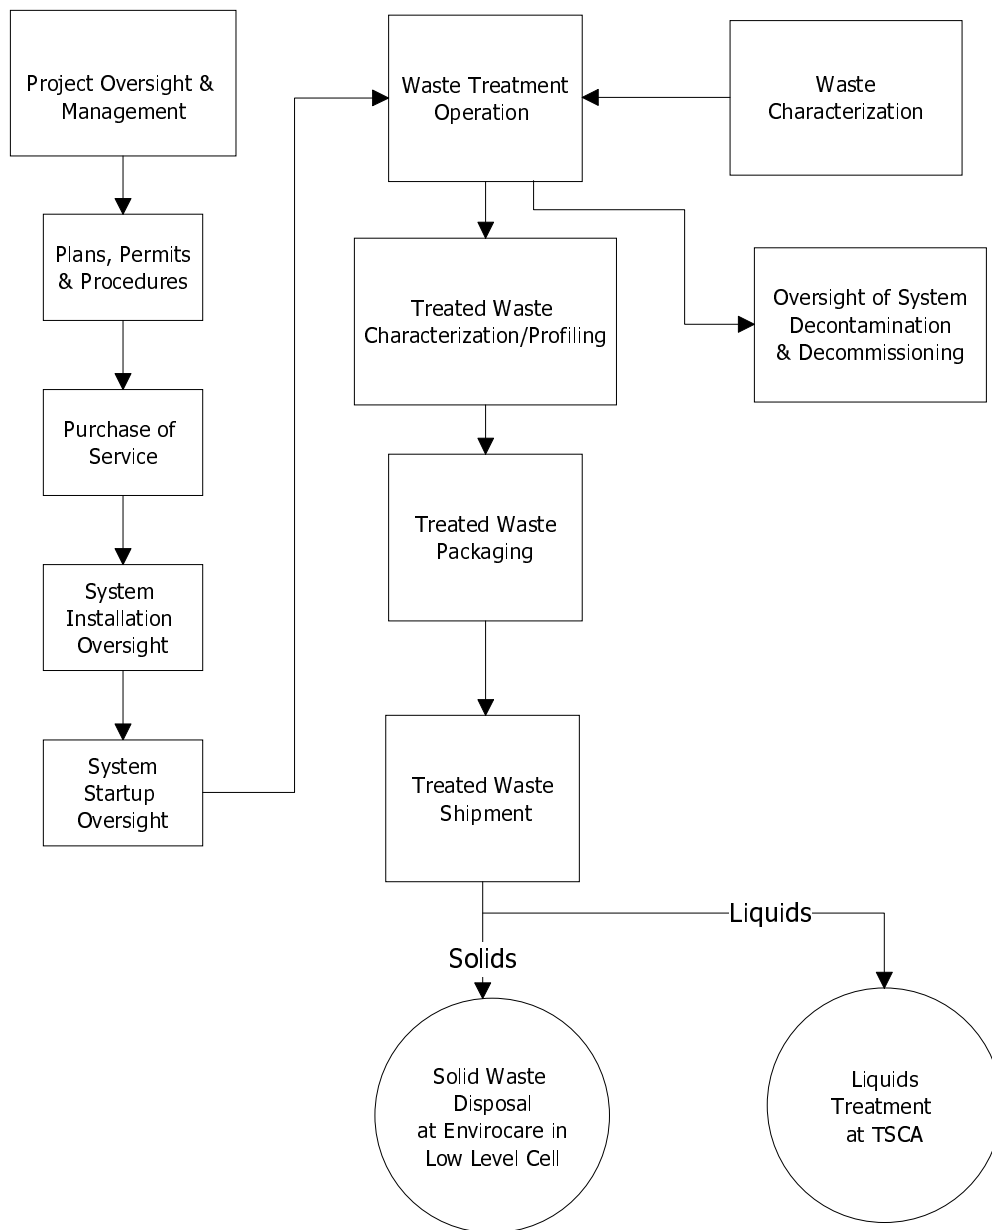 Project Oversight &
Management
Plans, Permits
& Procedures
Purchase of
Service
System
Installation
Oversight
System
Startup
Oversight
Waste Treatment
Operation
Waste
Characterization
Treated Waste
Characterization/Profiling
Oversight of System
Decontamination
& Decommissioning
Treated Waste
Packaging
Treated Waste
Shipment
Liquids
Solids
Solid Waste
Disposal
at Envirocare in
Low Level Cell
Liquids
Treatment
at TSCA